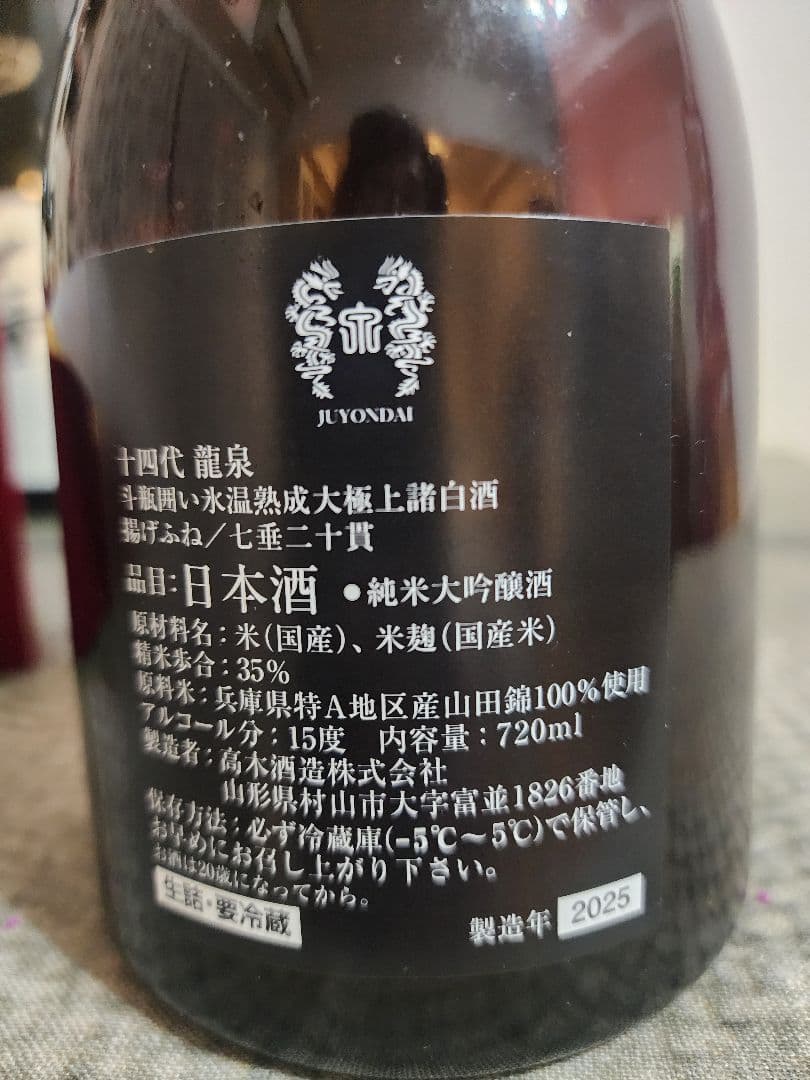 泉
JUYONDAI
十四代 龍泉
斗瓶囲い氷温熟成大極上諸白酒
揚げふね/七垂二十貫
品目:日本酒 ●純米大吟醸酒
原材料名:米(国産)、米麹(国産米)
精米歩合:35%
原料米:兵庫県特A地区産山田錦100%使用
アルコール分:15度 内容量:720ml
製造者:高木酒造株式会社
山形県村山市大字富並1826番地
保存方法:必ず冷蔵庫(-5℃～5℃)で保管し、
お早めにお召し上がり下さい。
お酒は20歳になってから。
生詰・要冷蔵
製造年 2025